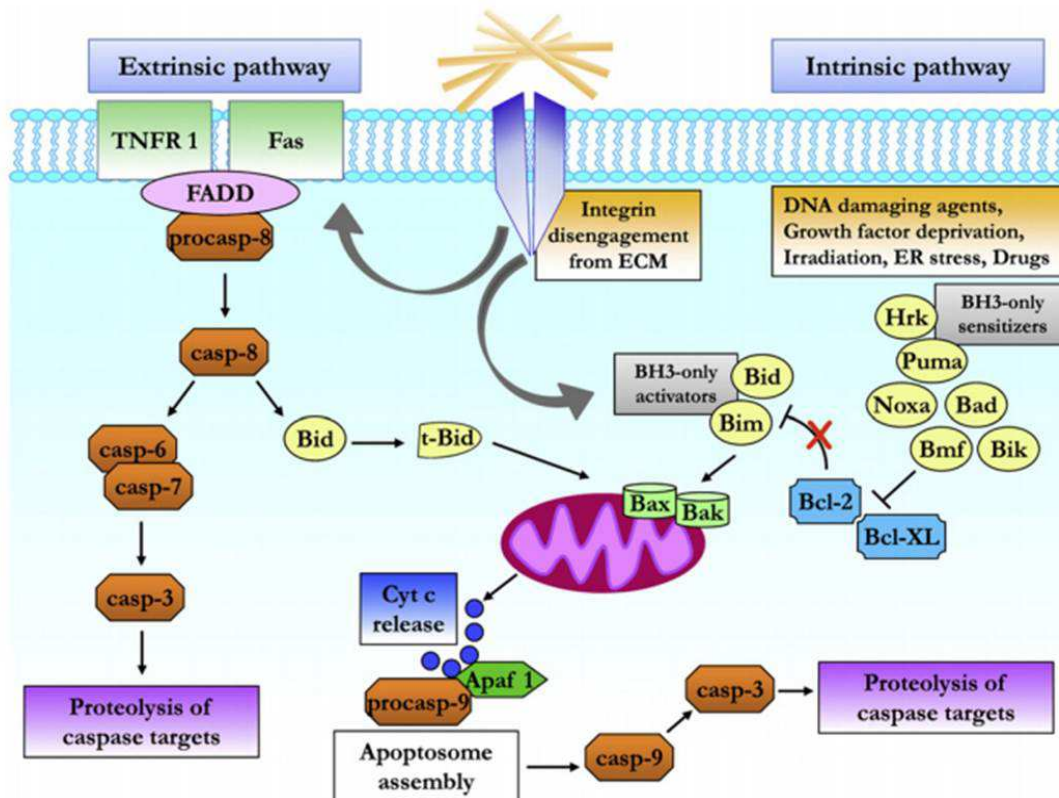 Extrinsic pathway
Intrinsic pathway
TNFR 1
Fas
FADD
procasp-8
Integrin
disengagement
from ECM
DNA damaging agents,
Growth factor deprivation,
Irradiation, ER stress, Drugs
Hrk
BH3-only
sensitizers
Puma
casp-8
BH3-only
activators
Bid
Bim
Noxa
Bad
Bmf
Bik
casp-6
casp-7
Bid
t-Bid
Bax
Bak
Bcl-2
Bcl-XL
casp-3
Cyt c
release
Apaf 1
procasp-9
Proteolysis of
caspase targets
Apoptosome
assembly
casp-9
casp-3
Proteolysis of
caspase targets